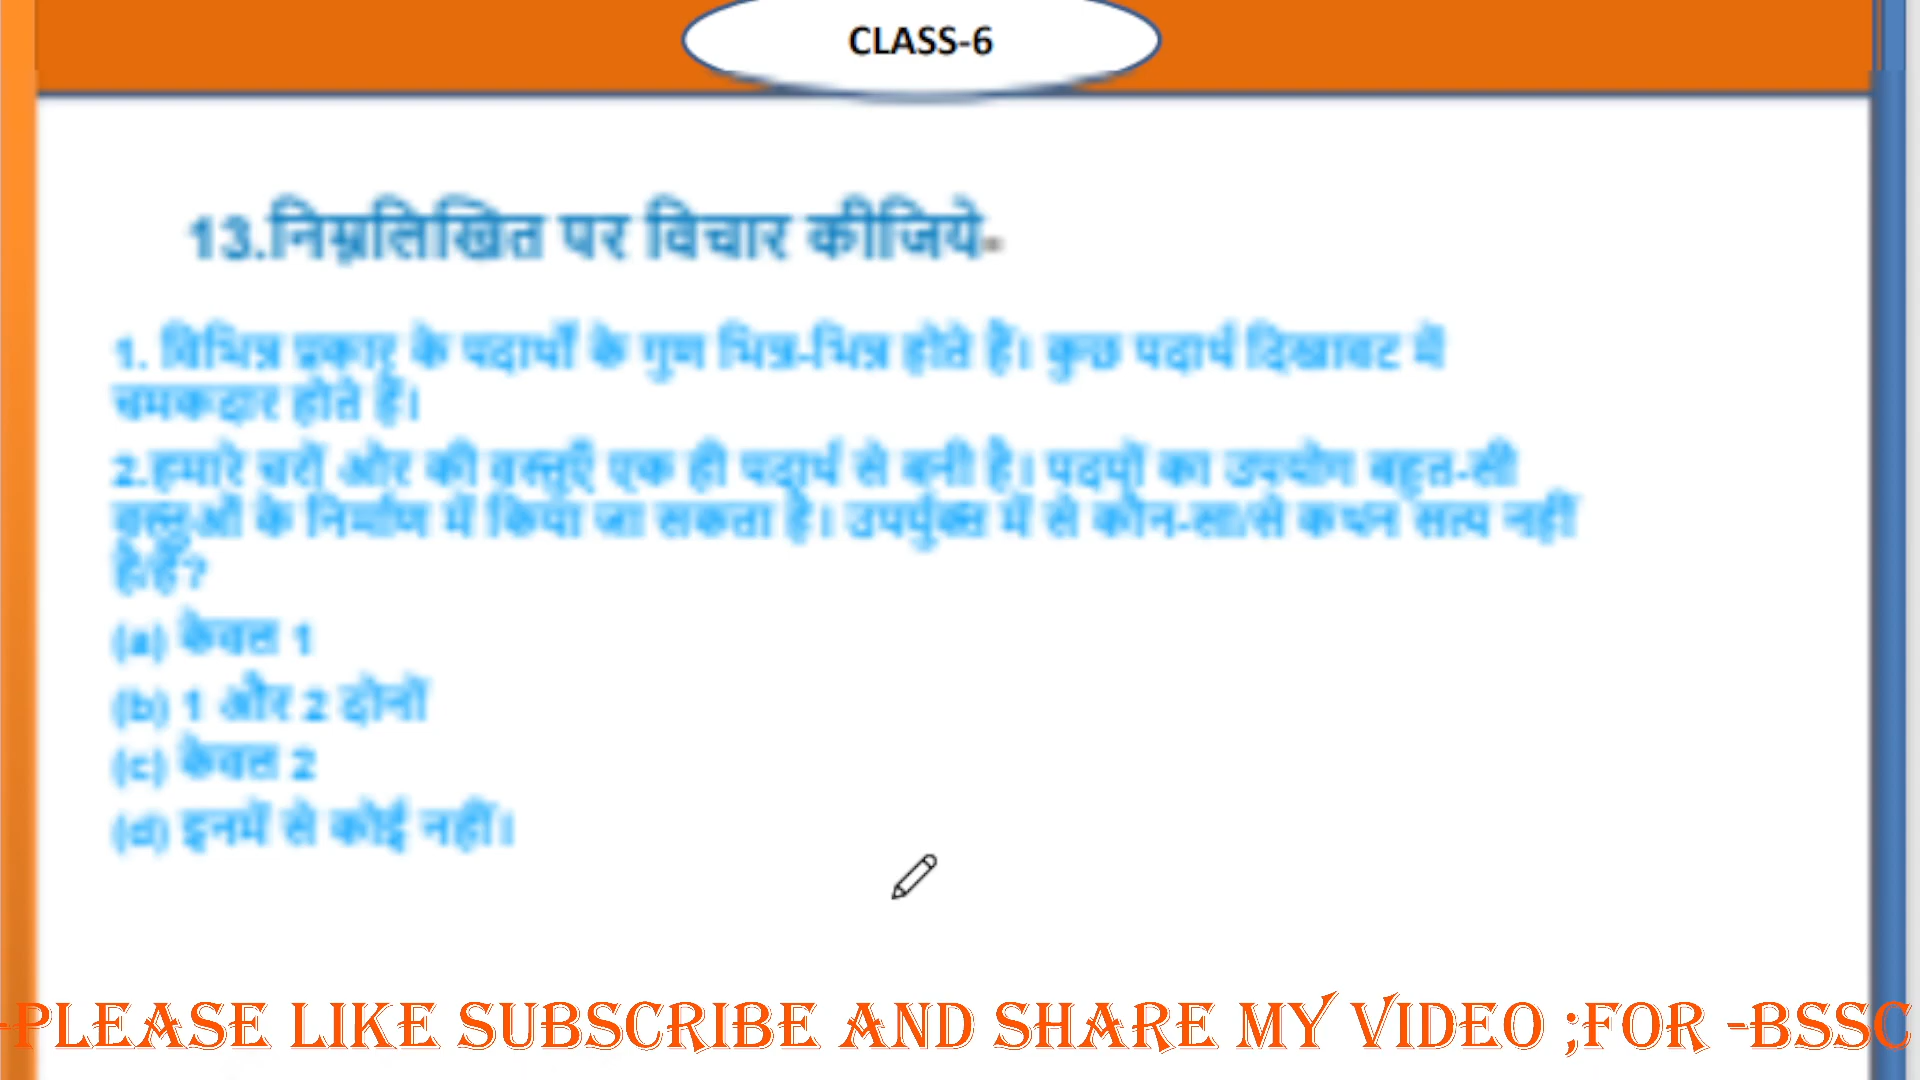 CLASS-6
13.निम्नलिखित पर विचार कीजिये-
1. विभिन्न प्रकार के पदार्थों के गुण भिन्न-भिन्न होते हैं। कुछ पदार्थ दिखावट में
चमकदार होते हैं।
2.हमारे चरों ओर की वस्तुएँ एक ही पदार्थ से बनी है। का उपयोग बहुत-सी
वस्तुओं के निर्माण में किया जा सकता है। उपर्युक्त में से कौन-सा/से कथन सत्य नहीं
है/हैं?
(a) केवल 1
(b) 1 और 2 दोनों
(c) केवल 2
(d) इनमें से कोई नहीं।
-PLEASE LIKE SUBSCRIBE AND SHARE MY VIDEO ;FOR -BSSC